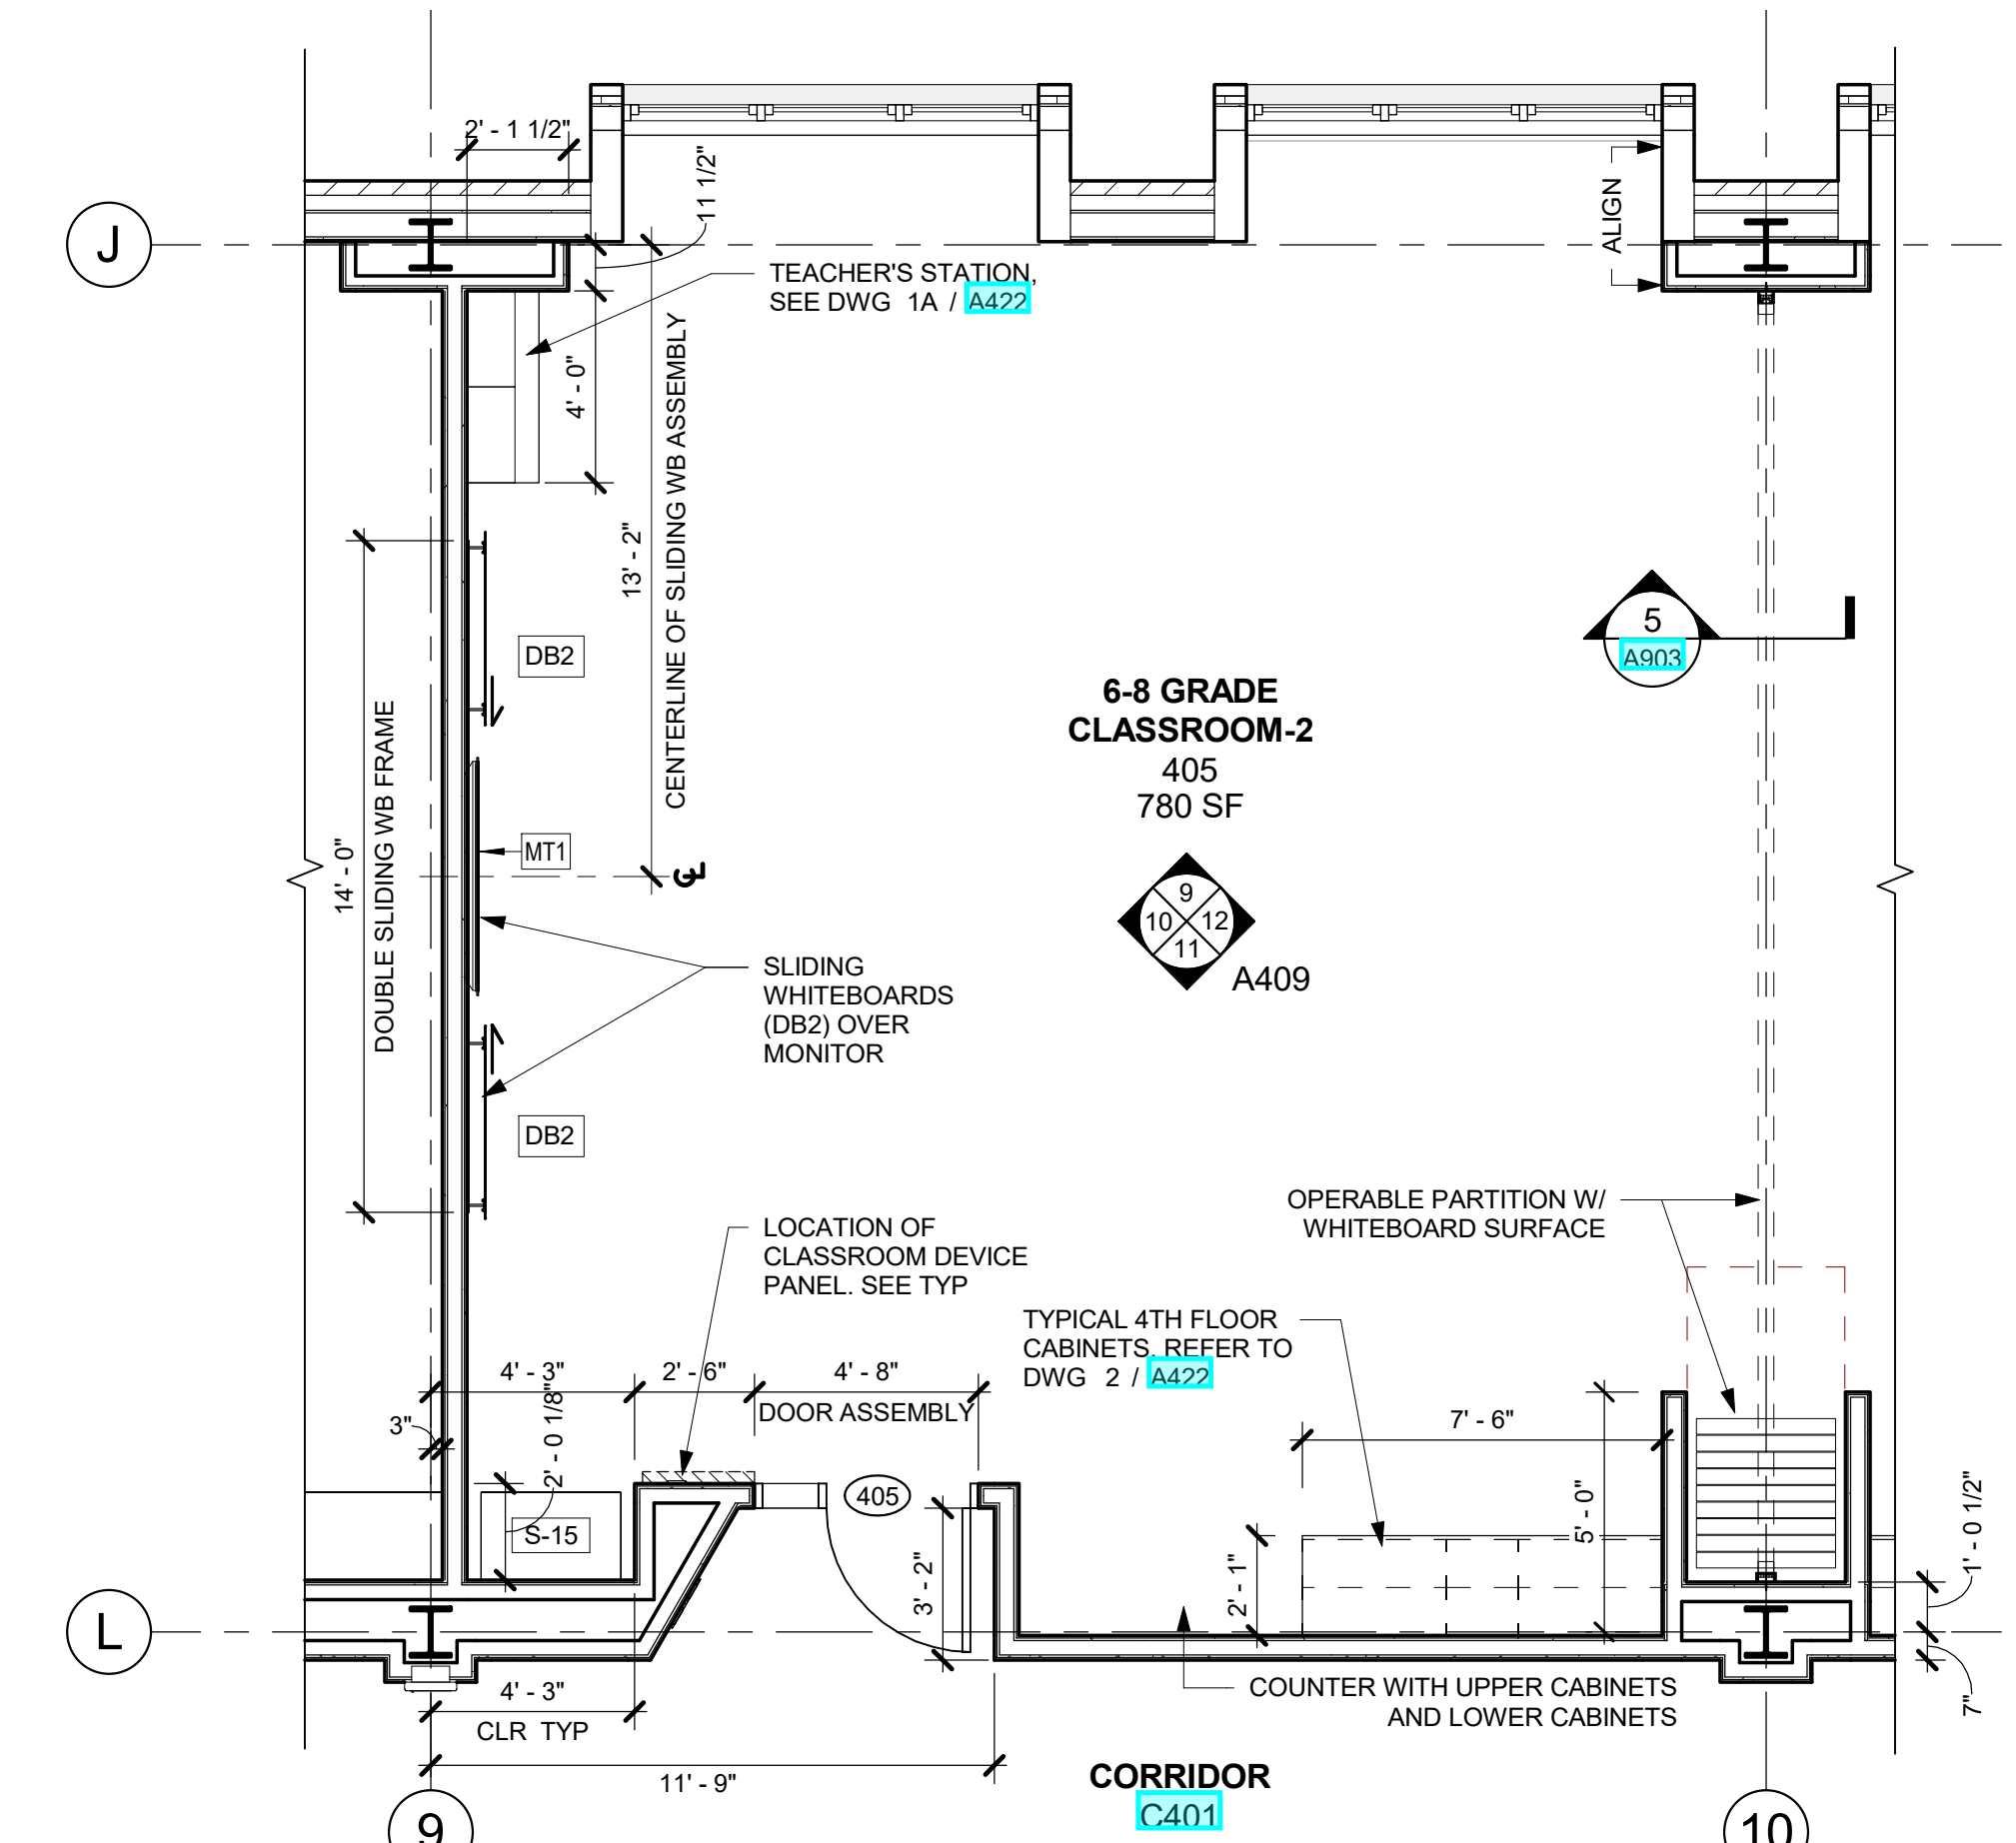 2' - 1 1/2"
11 1/2"
J
ALIGN
TEACHER'S STATION,
SEE DWG 1A / A422
4' - 0"
13' - 2"
CENTERLINE OF SLIDING WB ASSEMBLY
5
A903
DB2
6-8 GRADE
CLASSROOM-2
405
780 SF
14' - 0"
DOUBLE SLIDING WB FRAME
MT1
CL
9
10
12
11
A409
SLIDING
WHITEBOARDS
(DB2) OVER
MONITOR
DB2
OPERABLE PARTITION W/
WHITEBOARD SURFACE
LOCATION OF
CLASSROOM DEVICE
PANEL. SEE TYP
TYPICAL 4TH FLOOR
CABINETS, REFER TO
DWG 2 / A422
4' - 3"
2' - 6"
4' - 8"
DOOR ASSEMBLY
3"
2' - 0 1/8"
7' - 6"
5' - 0"
405
S-15
3' - 2"
2' - 1"
1' - 0 1/2"
L
7"
4' - 3"
CLR TYP
COUNTER WITH UPPER CABINETS
AND LOWER CABINETS
11' - 9"
CORRIDOR
C401
9
10